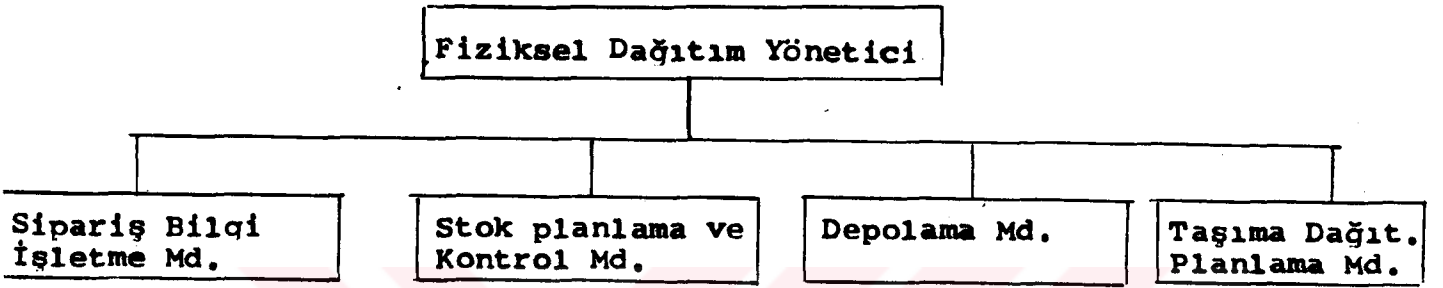 Fiziksel Dağıtım Yönetici
Sipariş Bilgi
İşletme Md.
Stok planlama ve
Kontrol Md.
Depolama Md.
Taşıma Dağıt.
Planlama Md.